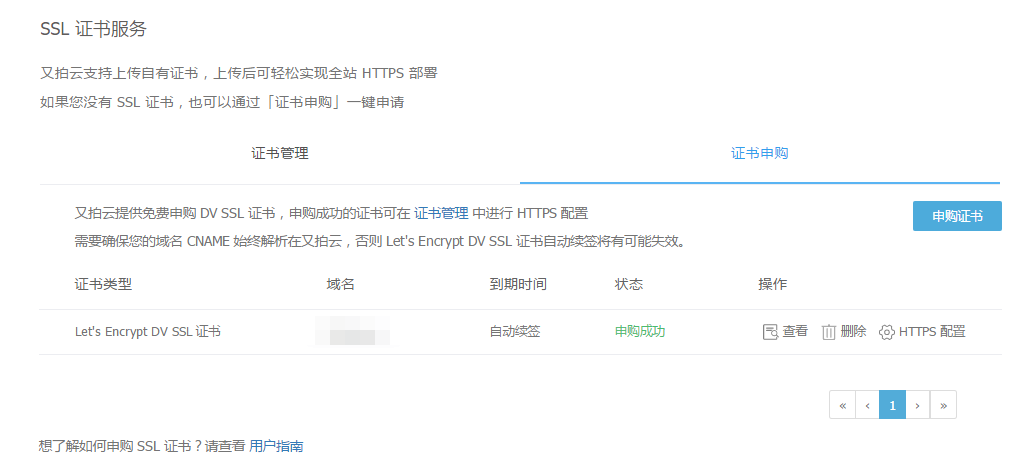 SSL 证书服务
又拍云支持上传自有证书，上传后可轻松实现全站 HTTPS 部署
如果您没有 SSL 证书，也可以通过「证书申购」一键申请
证书管理 证书申购
又拍云提供免费申购 DV SSL 证书，申购成功的证书可在 证书管理 中进行 HTTPS 配置
申购证书
需要确保您的域名 CNAME 始终解析在又拍云，否则 Let's Encrypt DV SSL 证书自动续签将有可能失效。
证书类型 域名 到期时间 状态 操作
Let's Encrypt DV SSL 证书 自动续签 申购成功 查看 删除 HTTPS 配置
« ‹ 1 › »
想了解如何申购 SSL 证书？请查看 用户指南